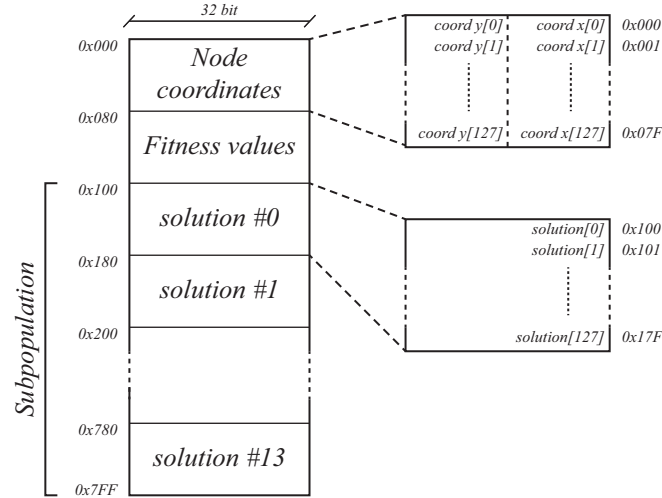 32 bit
0x000
Node
coordinates
0x080
Fitness values
0x100
solution #0
0x180
solution #1
0x200
0x780
solution #13
0x7FF
Subpopulation
coord y[0] coord x[0] 0x000
coord y[1] coord x[1] 0x001
coord y[127] coord x[127] 0x07F
solution[0] 0x100
solution[1] 0x101
solution[127] 0x17F